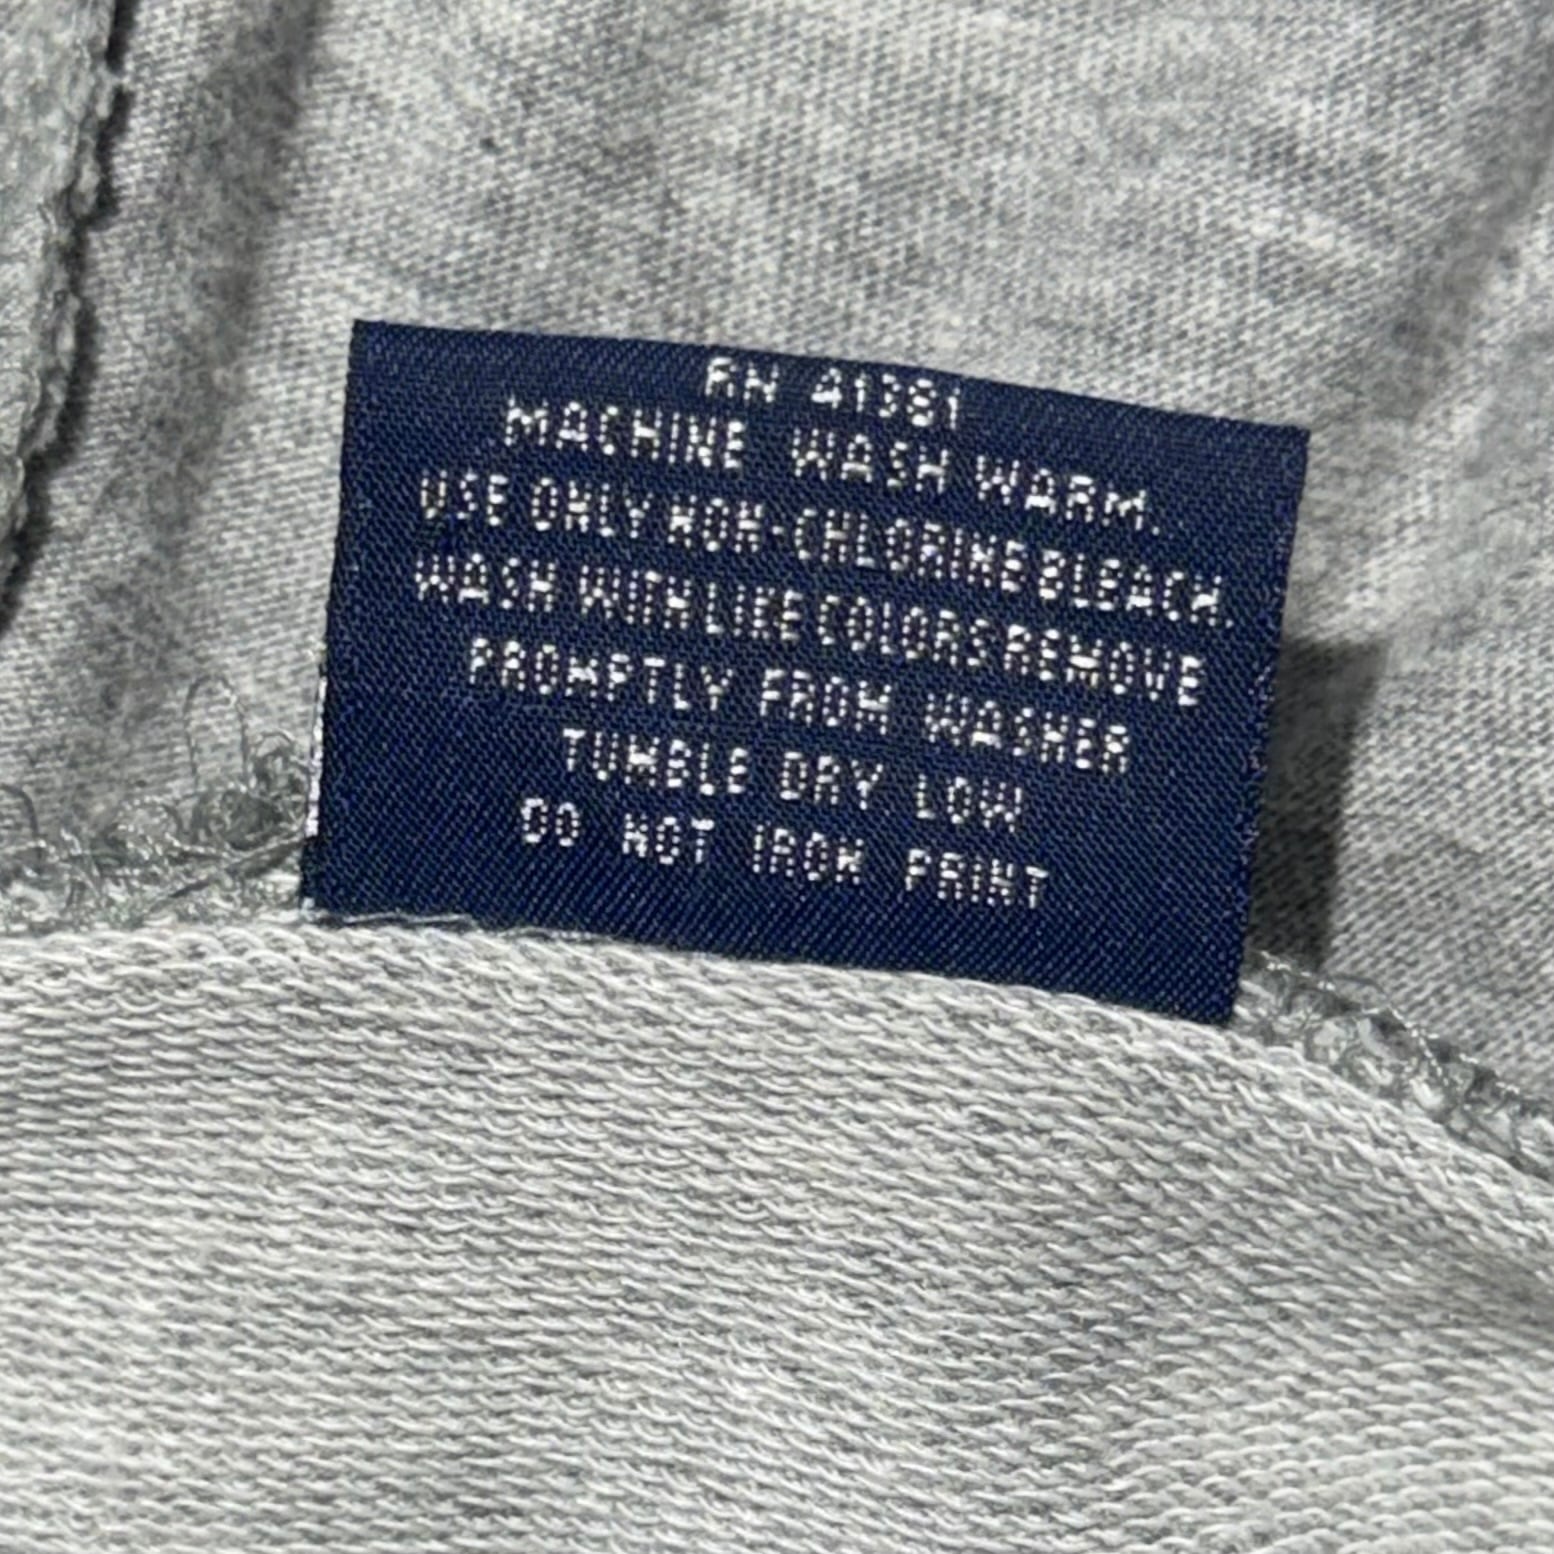 RN 41381
MACHINE WASH WARM.
USE ONLY NON-CHLORINE BLEACH.
WASH WITH LIKE COLORS REMOVE
PROMPTLY FROM WASHER
TUMBLE DRY LOW
DO NOT IRON PRINT